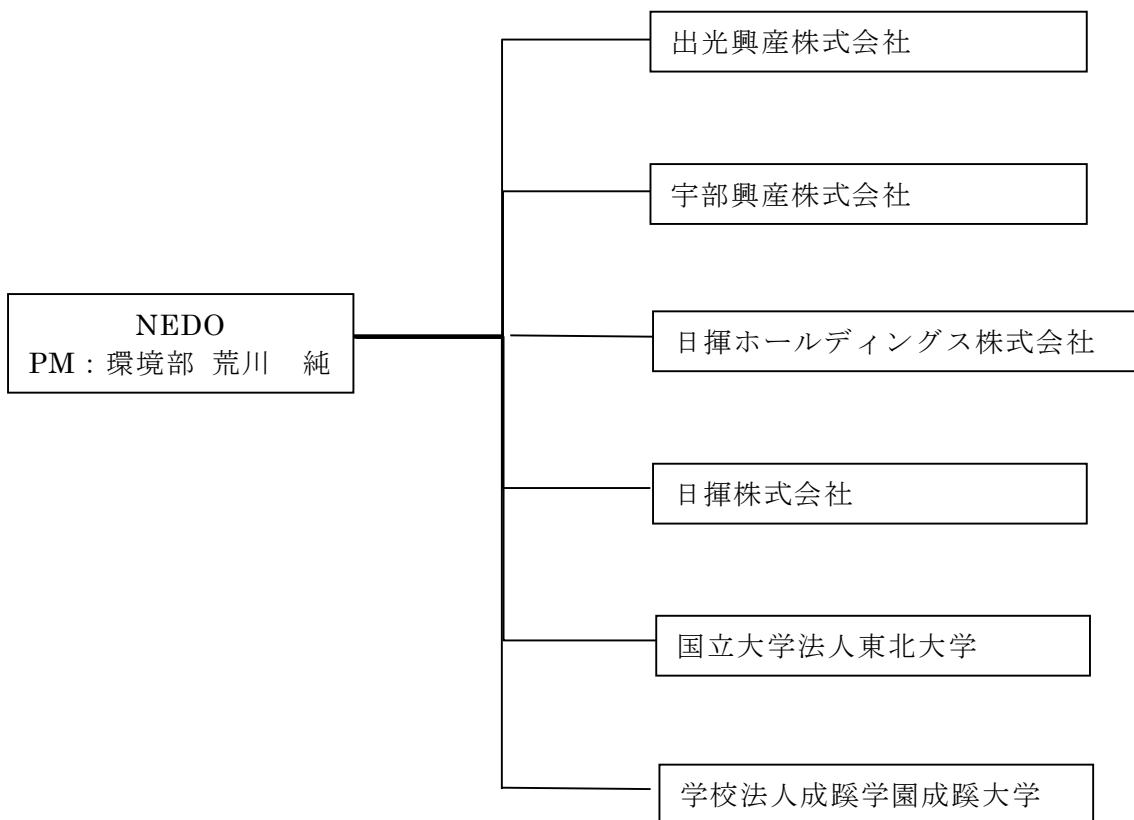 出光興産株式会社
宇部興産株式会社
NEDO
PM：環境部 荒川　純
日揮ホールディングス株式会社
日揮株式会社
国立大学法人東北大学
学校法人成蹊学園成蹊大学